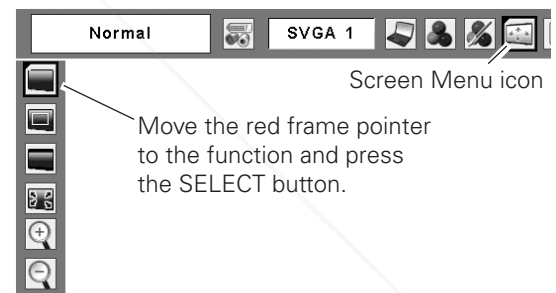 Normal
SVGA 1
Screen Menu icon
Move the red frame pointer
to the function and press
the SELECT button.